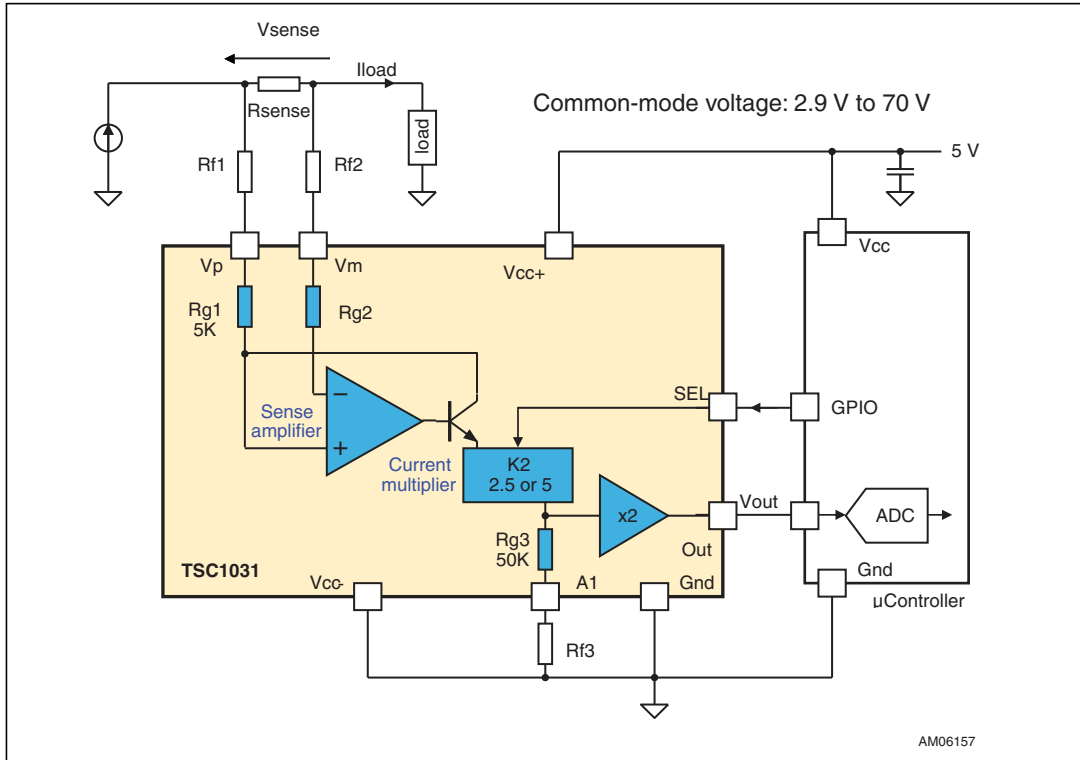 Vsense
Iload
Rsense
Common-mode voltage: 2.9 V to 70 V
load
5 V
Rf1
Rf2
Vcc
Vp
Vm
Vcc+
Rg1
5K
Rg2
SEL
GPIO
Sense
amplifier
Current
multiplier
K2
2.5 or 5
x2
Vout
ADC
Rg3
50K
Out
TSC1031
Vcc-
A1
Gnd
Gnd
µController
Rf3
AM06157